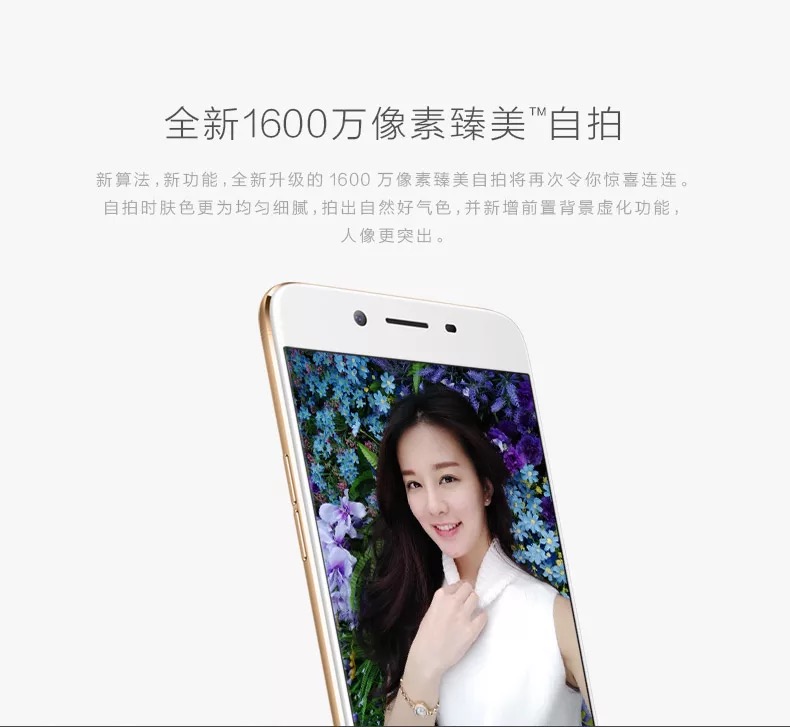 全新1600万像素臻美™自拍
新算法,新功能,全新升级的 1600 万像素臻美自拍将再次令你惊喜连连。
自拍时肤色更为均匀细腻,拍出自然好气色,并新增前置背景虚化功能,
人像更突出。